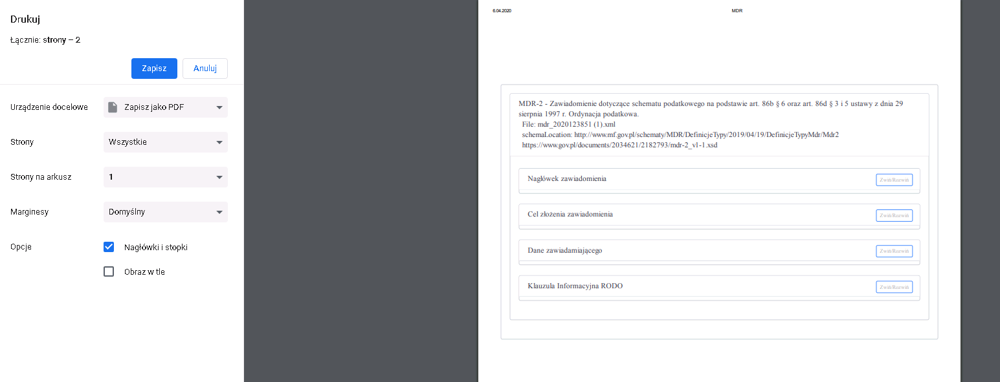 Drukuj
Łącznie: strony – 2
Zapisz
Anuluj
Urządzenie docelowe
Zapisz jako PDF
Strony
Wszystkie
Strony na arkusz
1
Marginesy
Domyślny
Opcje
Nagłówki i stopki
Obraz w tle
6.04.2020
MDR
MDR-2 - Zawiadomienie dotyczące schematu podatkowego na podstawie art. 86b § 6 oraz art. 86d § 3 i 5 ustawy z dnia 29
sierpnia 1997 r. Ordynacja podatkowa.
File: mdr_2020123851 (1).xml
schemaLocation: http://www.mf.gov.pl/schematy/MDR/DefinicjeTypy/2019/04/19/DefinicjeTypyMdr/Mdr2
https://www.gov.pl/documents/2034621/2182793/mdr-2_v1-1.xsd
Nagłówek zawiadomienia
Zwiń/Rozwiń
Cel złożenia zawiadomienia
Zwiń/Rozwiń
Dane zawiadamiającego
Zwiń/Rozwiń
Klauzula Informacyjna RODO
Zwiń/Rozwiń